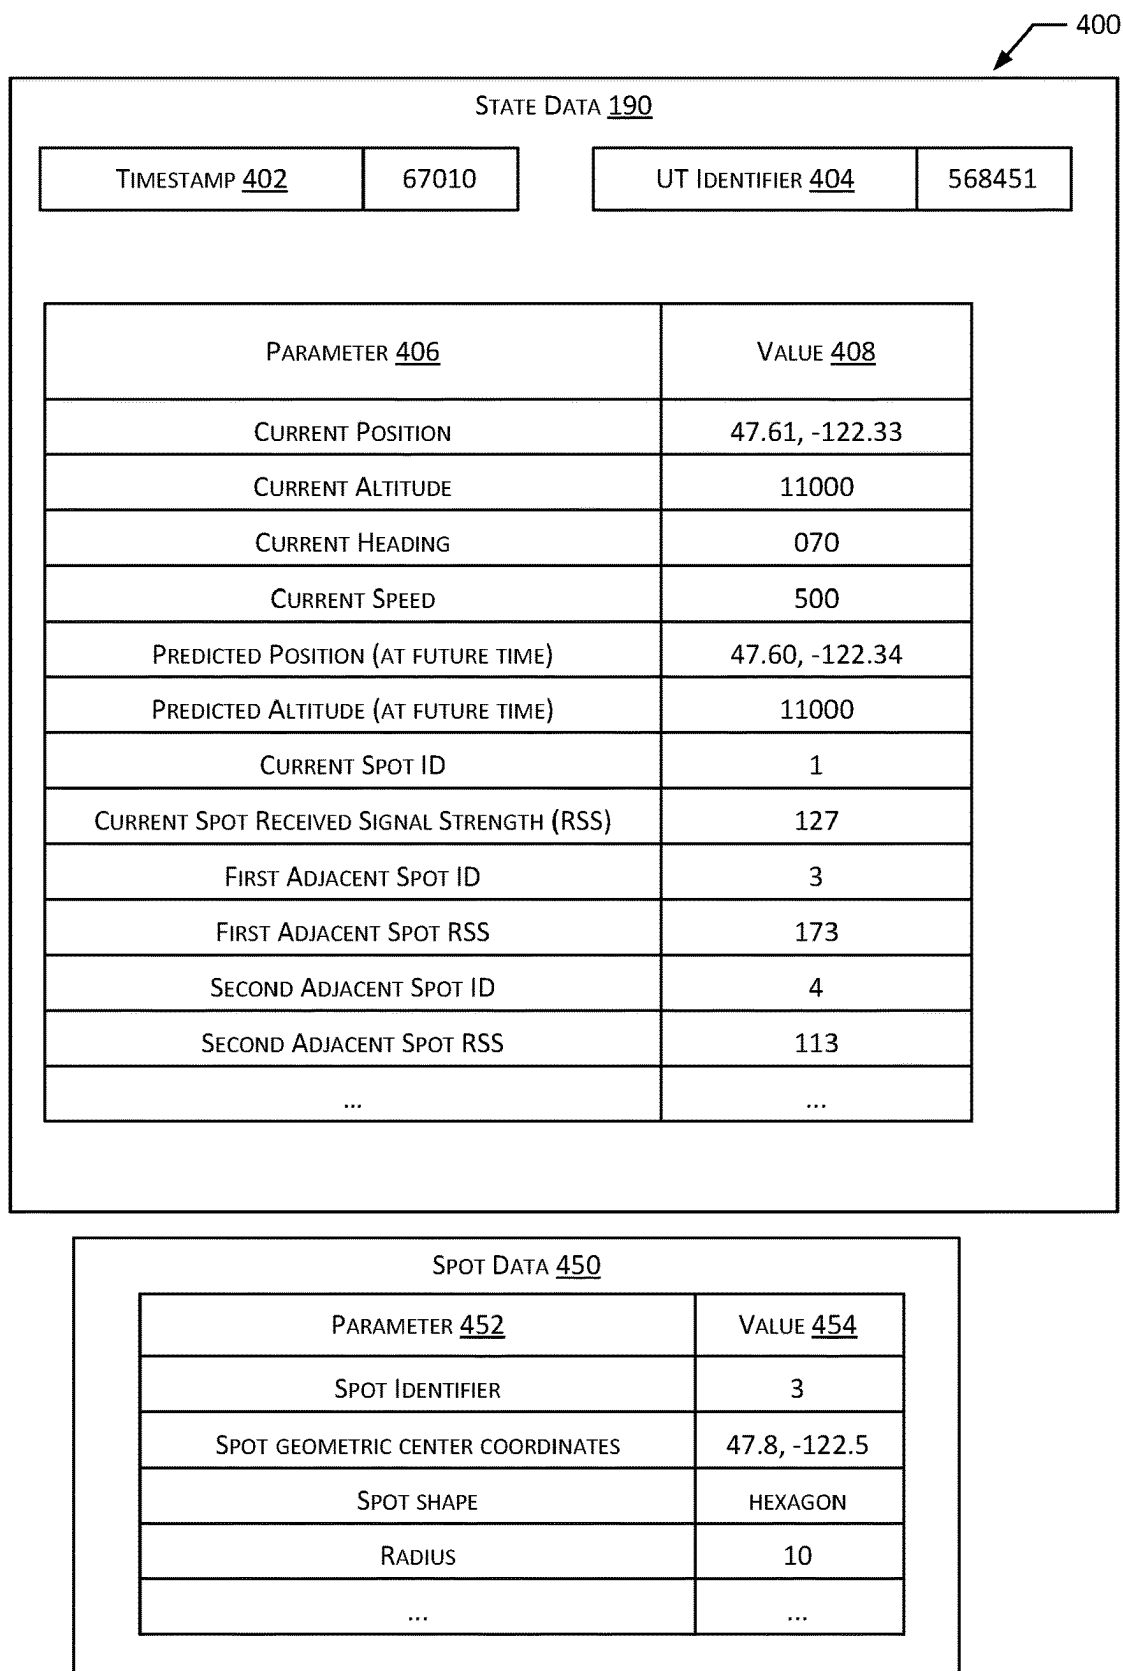 400
State Data 190
Timestamp 402 67010 UT Identifier 404 568451
Parameter 406 Value 408
Current Position 47.61, -122.33
Current Altitude 11000
Current Heading 070
Current Speed 500
Predicted Position (at future time) 47.60, -122.34
Predicted Altitude (at future time) 11000
Current Spot ID 1
Current Spot Received Signal Strength (RSS) 127
First Adjacent Spot ID 3
First Adjacent Spot RSS 173
Second Adjacent Spot ID 4
Second Adjacent Spot RSS 113
... ...
Spot Data 450
Parameter 452 Value 454
Spot Identifier 3
Spot geometric center coordinates 47.8, -122.5
Spot shape hexagon
Radius 10
... ...